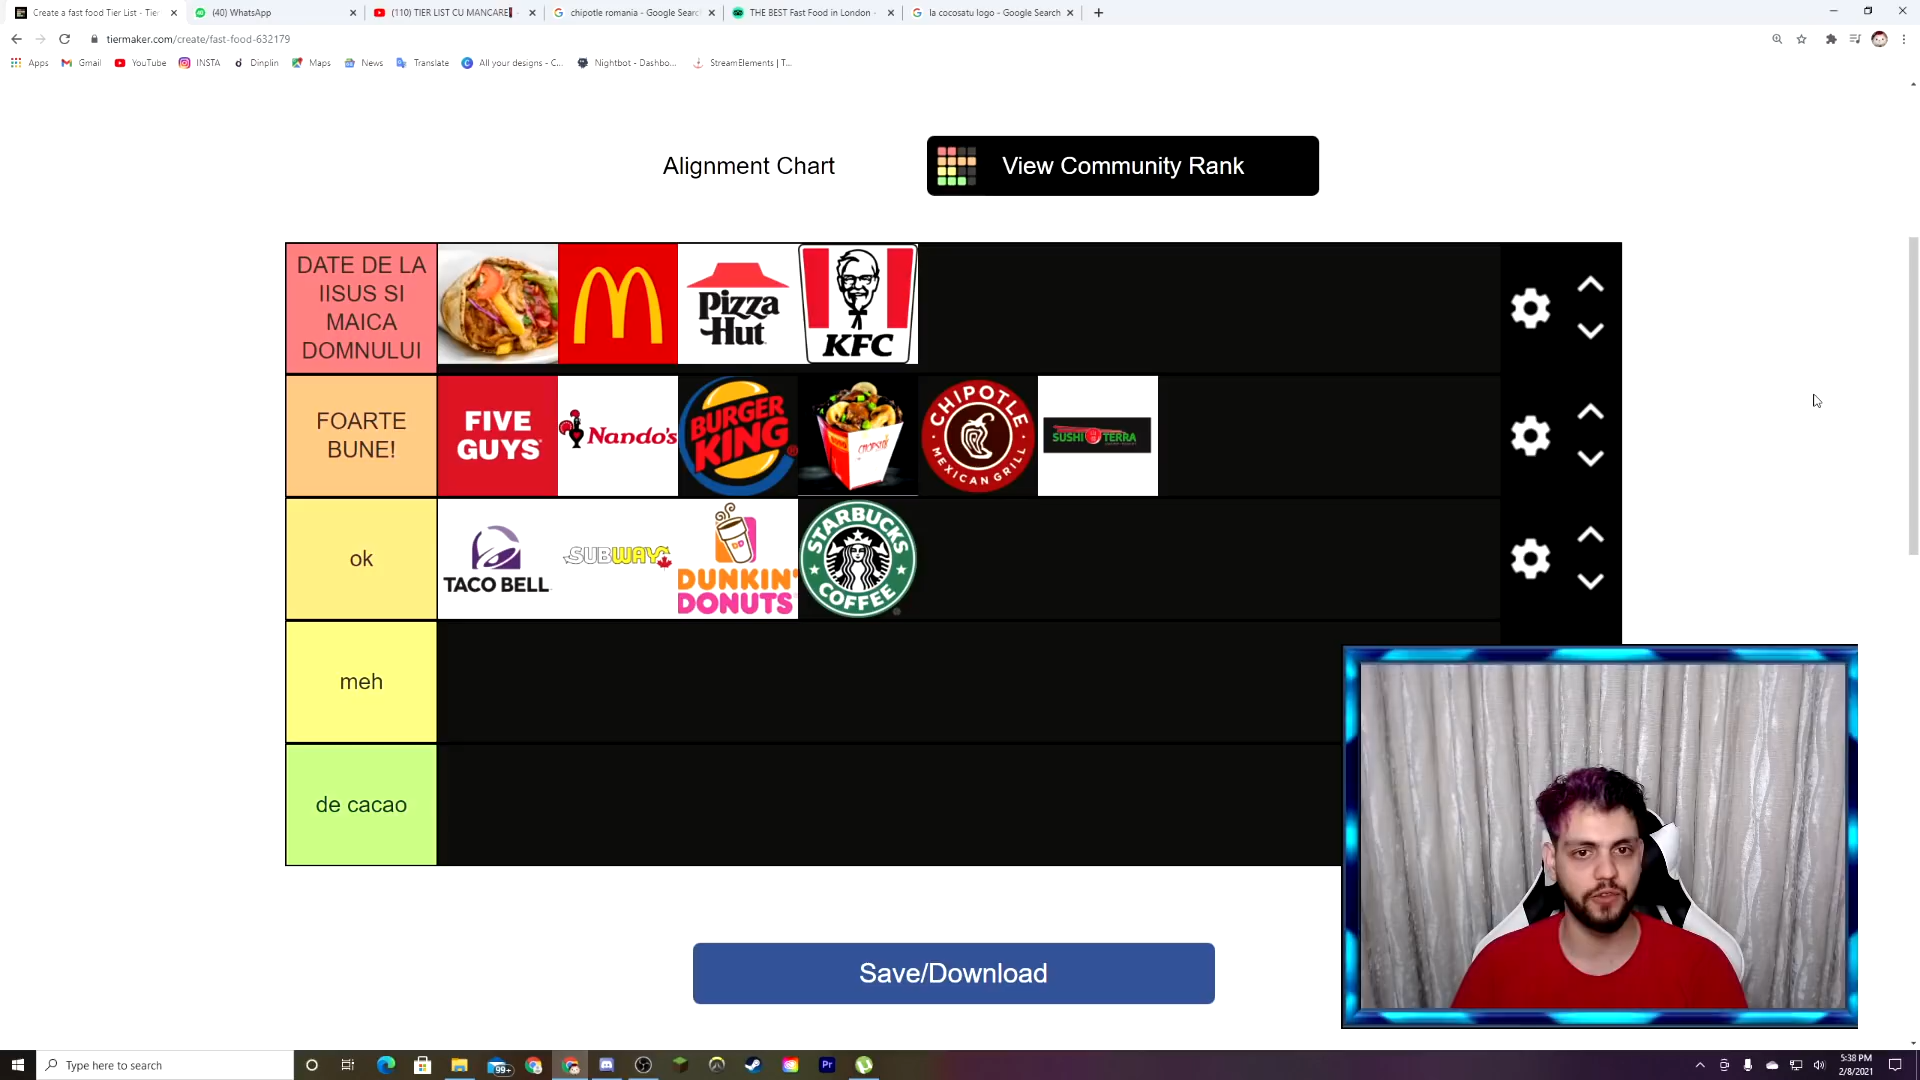 Create a fast food Tier List - Tie
(40) WhatsApp
(110) TIER LIST CU MANCARE
chipotle romania - Google Searc
THE BEST Fast Food in London -
la cocosatu logo - Google Search
tiermaker.com/create/fast-food-632179
Apps
Gmail
YouTube
INSTA
Dinplin
Maps
News
Translate
All your designs - C...
Nightbot - Dashbo...
StreamElements | T...
Alignment Chart
View Community Rank
DATE DE LA
IISUS SI
MAICA
DOMNULUI
Pizza
Hut
KFC
FOARTE
BUNE!
FIVE
GUYS
Nando's
BURGER
KING
CHIPOTLE
MEXICAN GRILL
SUSHI TERRA
ok
TACO BELL
SUBWAY
DD
DUNKIN'
DONUTS
STARBUCKS
COFFEE
meh
de cacao
Save/Download
Type here to search
99+
Pr
5:38 PM
2/8/2021